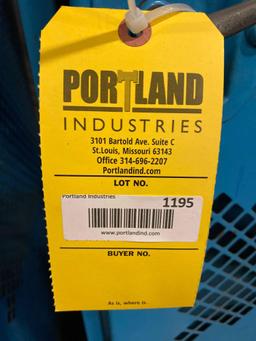 PORTLAND
INDUSTRIES
3101 Bartold Ave. Suite C
St.Louis, Missouri 63143
Office 314-696-2207
Portlandind.com
LOT NO.
Portland Industries
1195
www.portlandind.com
BUYER NO.
As is, where is.